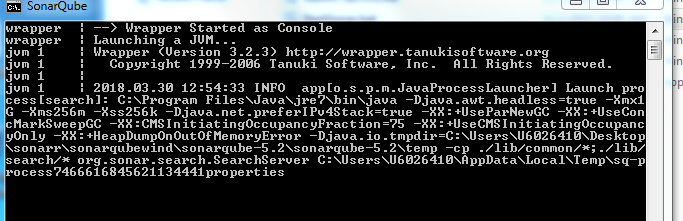 SonarQube
wrapper  | --> Wrapper Started as Console
wrapper  | Launching a JVM...
jvm 1    | Wrapper (Version 3.2.3) http://wrapper.tanukisoftware.org
jvm 1    |   Copyright 1999-2006 Tanuki Software, Inc.  All Rights Reserved.
jvm 1    |
jvm 1    | 2018.03.30 12:54:33 INFO  app[o.s.p.m.JavaProcessLauncher] Launch pro
cess[search]: C:\Program Files\Java\jre7\bin\java -Djava.awt.headless=true -Xmx1
G -Xms256m -Xss256k -Djava.net.preferIPv4Stack=true -XX:+UseParNewGC -XX:+UseCon
cMarkSweepGC -XX:CMSInitiatingOccupancyFraction=75 -XX:+UseCMSInitiatingOccupanc
yOnly -XX:+HeapDumpOnOutOfMemoryError -Djava.io.tmpdir=C:\Users\U6026410\Desktop
\sonarr\sonarqubewind\sonarqube-5.2\sonarqube-5.2\temp -cp ./lib/common/*;./lib/
search/* org.sonar.search.SearchServer C:\Users\U6026410\AppData\Local\Temp\sq-p
rocess7466616845621134441properties